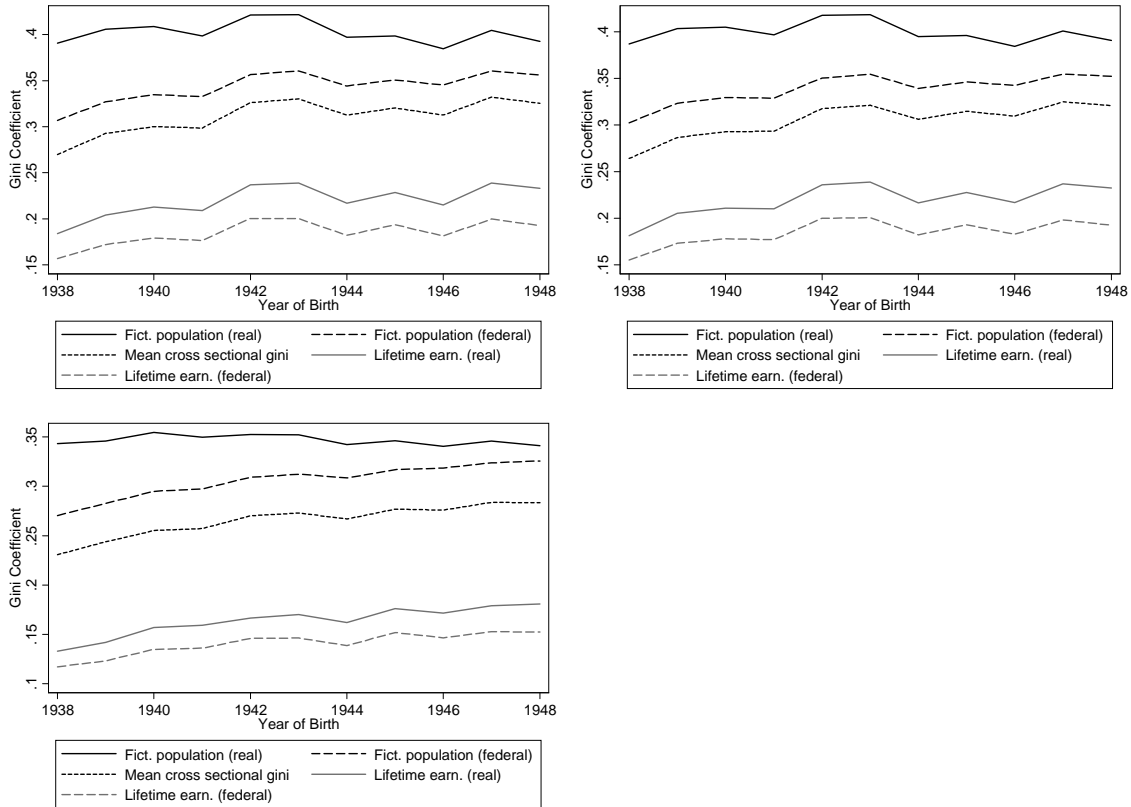 .4
.35
.3
.25
.2
.15
Gini Coefficient
1938 1940 1942 1944 1946 1948
Year of Birth
Fict. population (real) Fict. population (federal)
Mean cross sectional gini Lifetime earn. (real)
Lifetime earn. (federal)
.4
.35
.3
.25
.2
.15
Gini Coefficient
1938 1940 1942 1944 1946 1948
Year of Birth
Fict. population (real) Fict. population (federal)
Mean cross sectional gini Lifetime earn. (real)
Lifetime earn. (federal)
.35
.3
.25
.2
.15
.1
Gini Coefficient
1938 1940 1942 1944 1946 1948
Year of Birth
Fict. population (real) Fict. population (federal)
Mean cross sectional gini Lifetime earn. (real)
Lifetime earn. (federal)